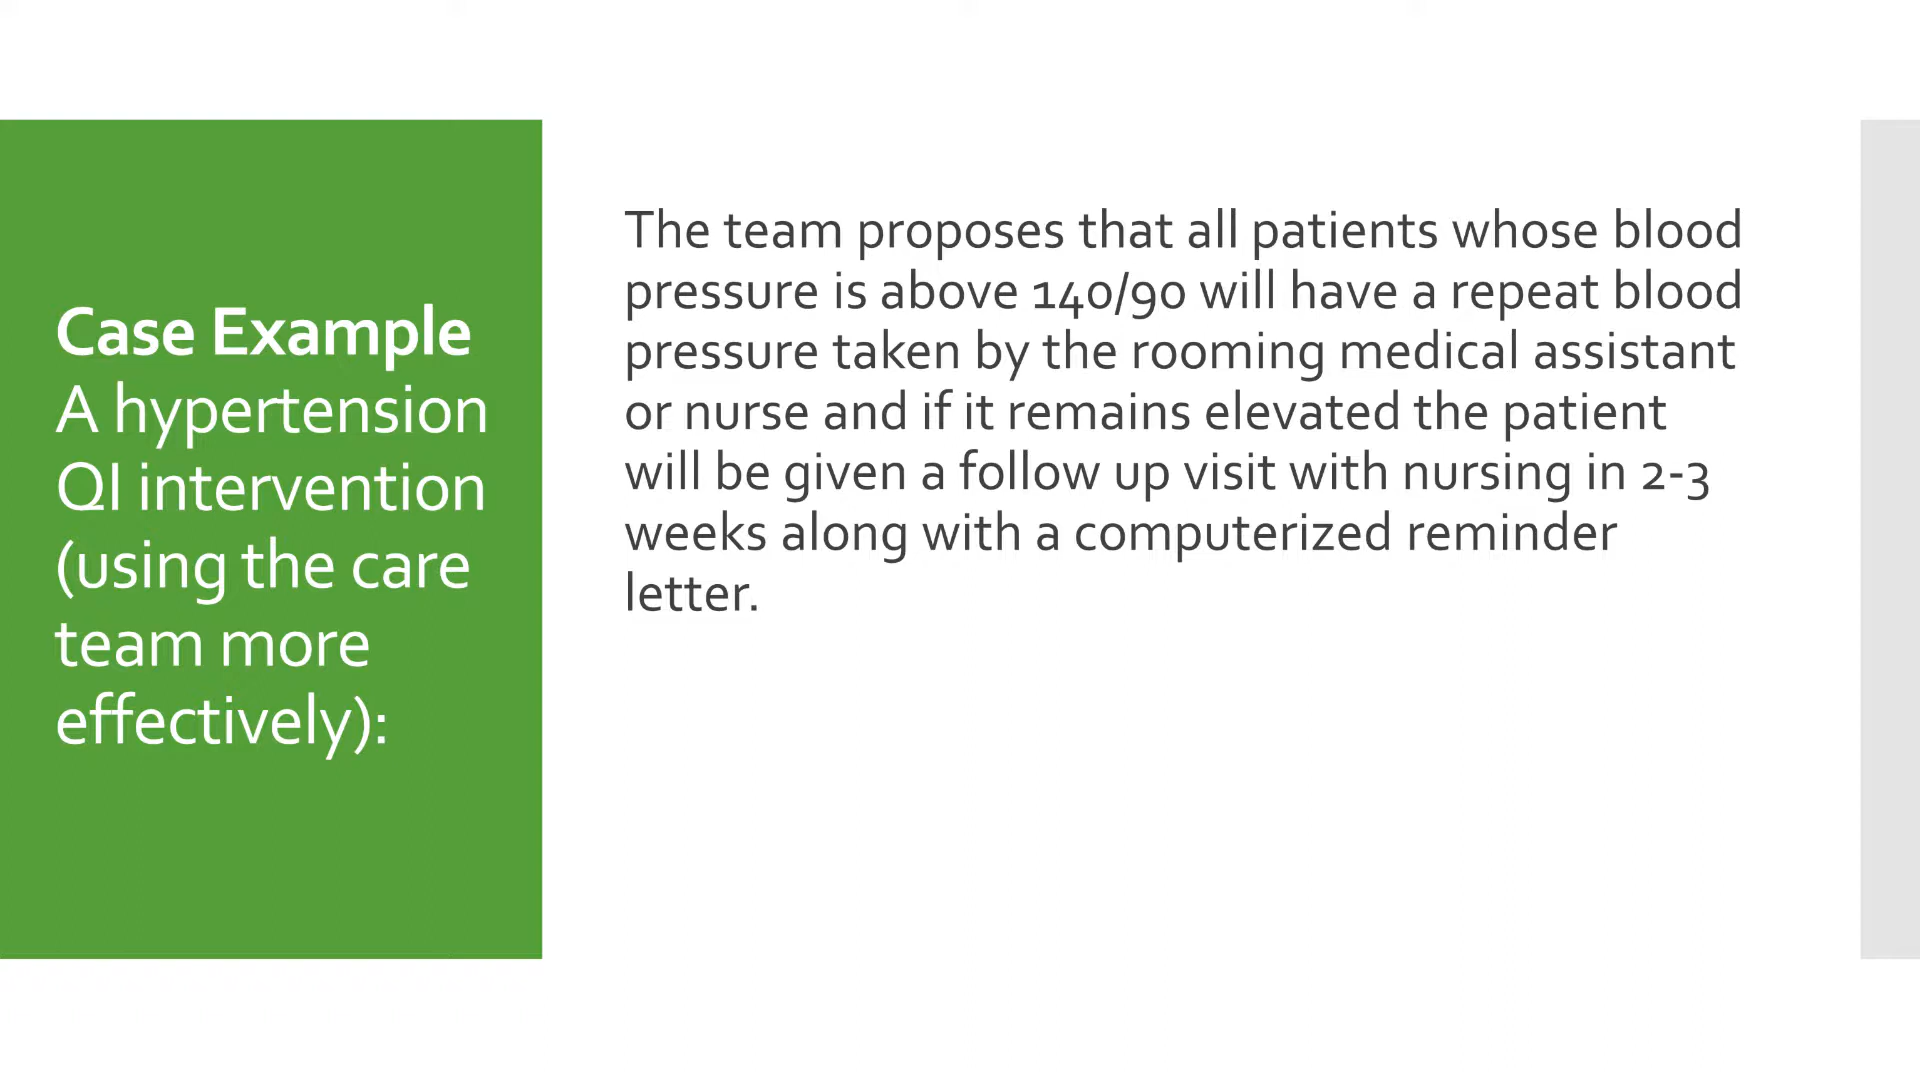 Case Example
A hypertension
QI intervention
(using the care
team more
effectively):
The team proposes that all patients whose blood
pressure is above 140/90 will have a repeat blood
pressure taken by the rooming medical assistant
or nurse and if it remains elevated the patient
will be given a follow up visit with nursing in 2-3
weeks along with a computerized reminder
letter.